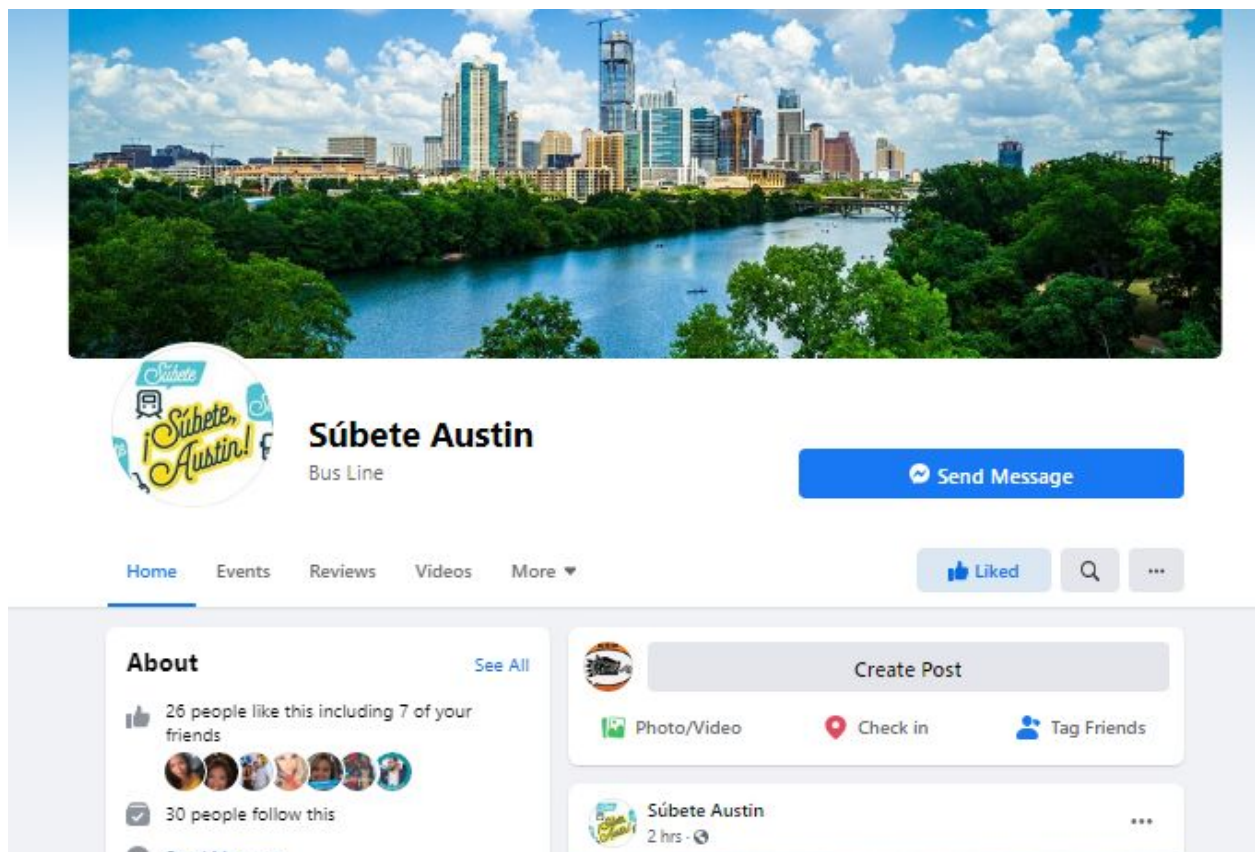 Súbete
¡Súbete,
Austin!
Súbete Austin
Bus Line
Send Message
Home
Events
Reviews
Videos
More
Liked
About
See All
26 people like this including 7 of your
friends
30 people follow this
Create Post
Photo/Video
Check in
Tag Friends
Súbete Austin
2 hrs ·